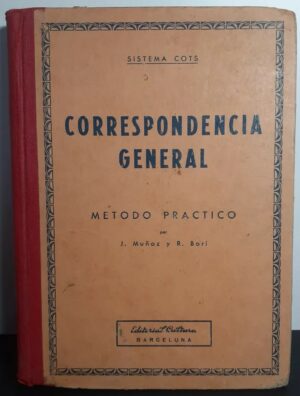 SISTEMA COTS
CORRESPONDENCIA
GENERAL
METODO PRACTICO
por
J. Muñoz y R. Bori
Editorial Cultura
BARCELONA